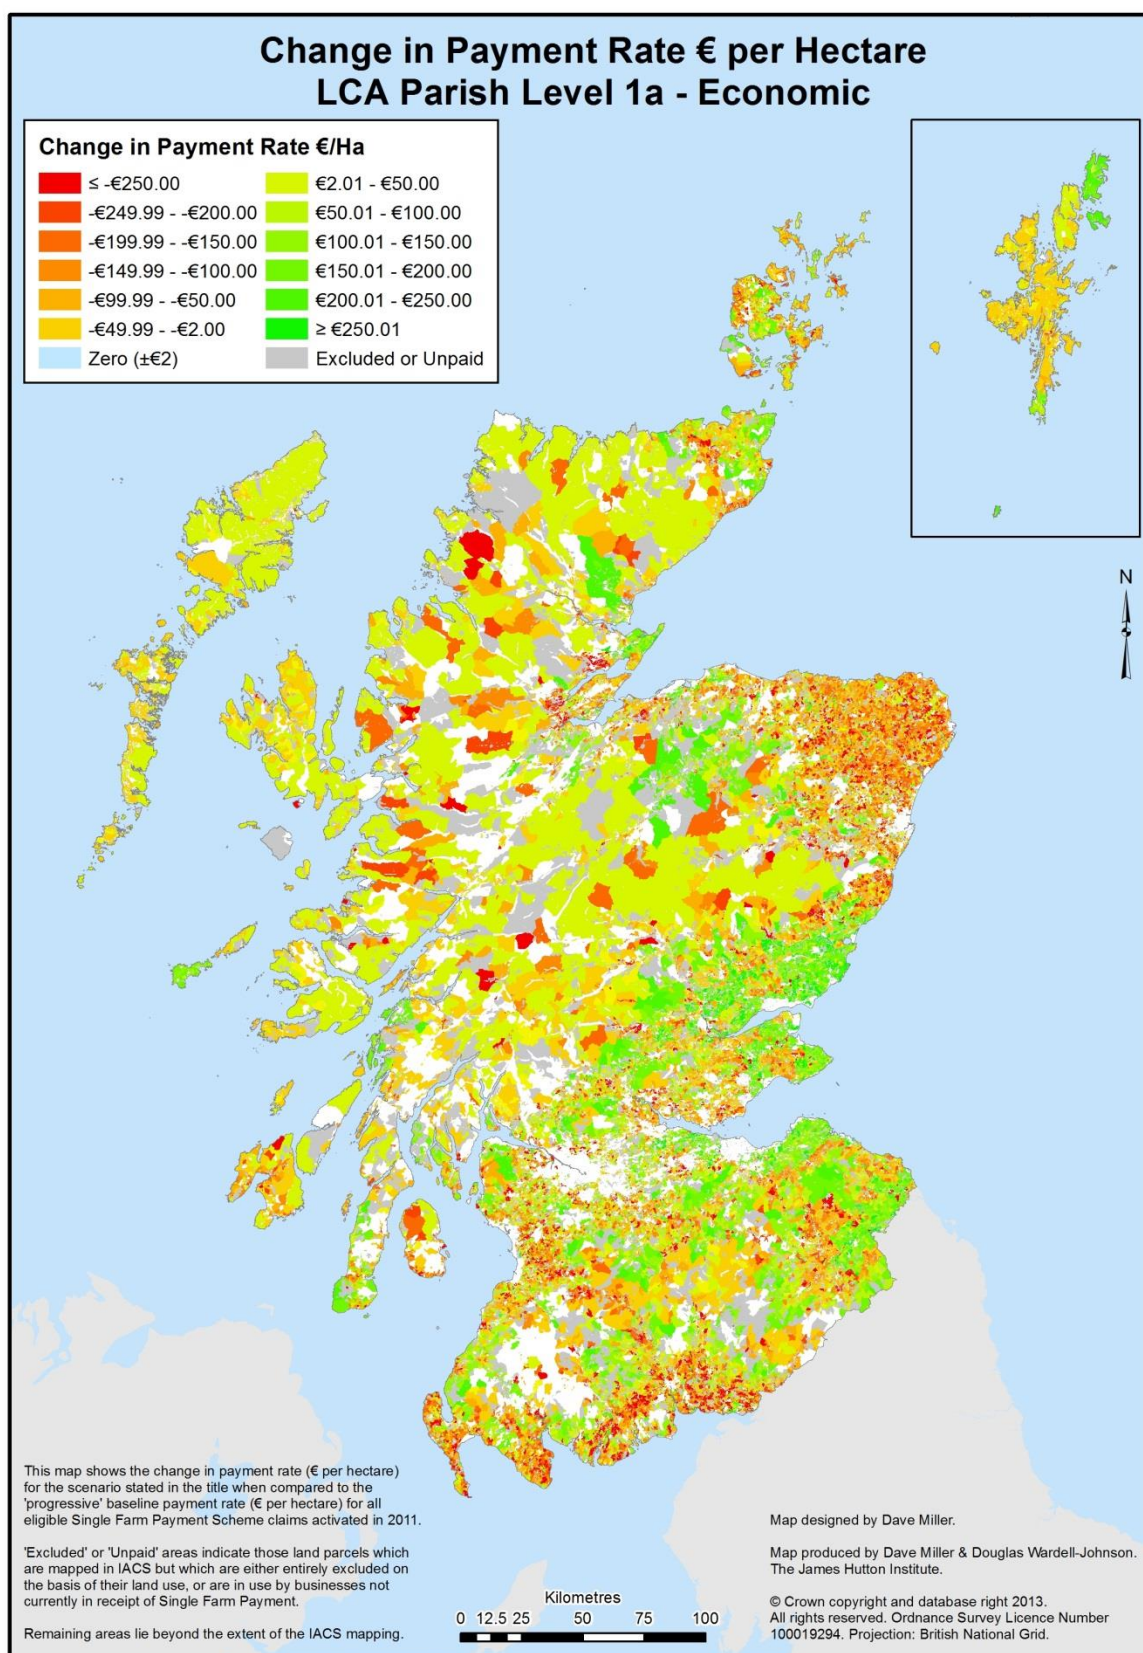 Change in Payment Rate € per Hectare
LCA Parish Level 1a - Economic
Change in Payment Rate €/Ha
≤ -€250.00
-€249.99 - -€200.00
-€199.99 - -€150.00
-€149.99 - -€100.00
-€99.99 - -€50.00
-€49.99 - -€2.00
Zero (±€2)
€2.01 - €50.00
€50.01 - €100.00
€100.01 - €150.00
€150.01 - €200.00
€200.01 - €250.00
≥ €250.01
Excluded or Unpaid
N
This map shows the change in payment rate (€ per hectare)
for the scenario stated in the title when compared to the
'progressive' baseline payment rate (€ per hectare) for all
eligible Single Farm Payment Scheme claims activated in 2011.
'Excluded' or 'Unpaid' areas indicate those land parcels which
are mapped in IACS but which are either entirely excluded on
the basis of their land use, or are in use by businesses not
currently in receipt of Single Farm Payment.
Remaining areas lie beyond the extent of the IACS mapping.
Kilometres
0 12.5 25 50 75 100
Map designed by Dave Miller.
Map produced by Dave Miller & Douglas Wardell-Johnson.
The James Hutton Institute.
© Crown copyright and database right 2013.
All rights reserved. Ordnance Survey Licence Number
100019294. Projection: British National Grid.